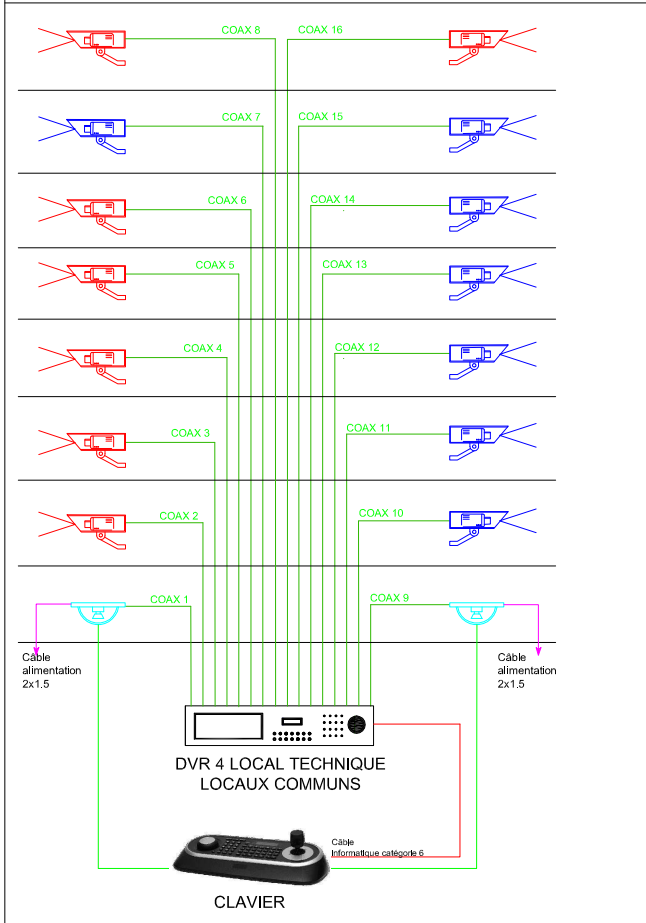 COAX 8
COAX 16
COAX 7
COAX 15
COAX 6
COAX 14
COAX 5
COAX 13
COAX 4
COAX 12
COAX 3
COAX 11
COAX 2
COAX 10
COAX 1
COAX 9
Câble
alimentation
2x1.5
Câble
alimentation
2x1.5
DVR 4 LOCAL TECHNIQUE
LOCAUX COMMUNS
Câble
Informatique catégorie 6
CLAVIER